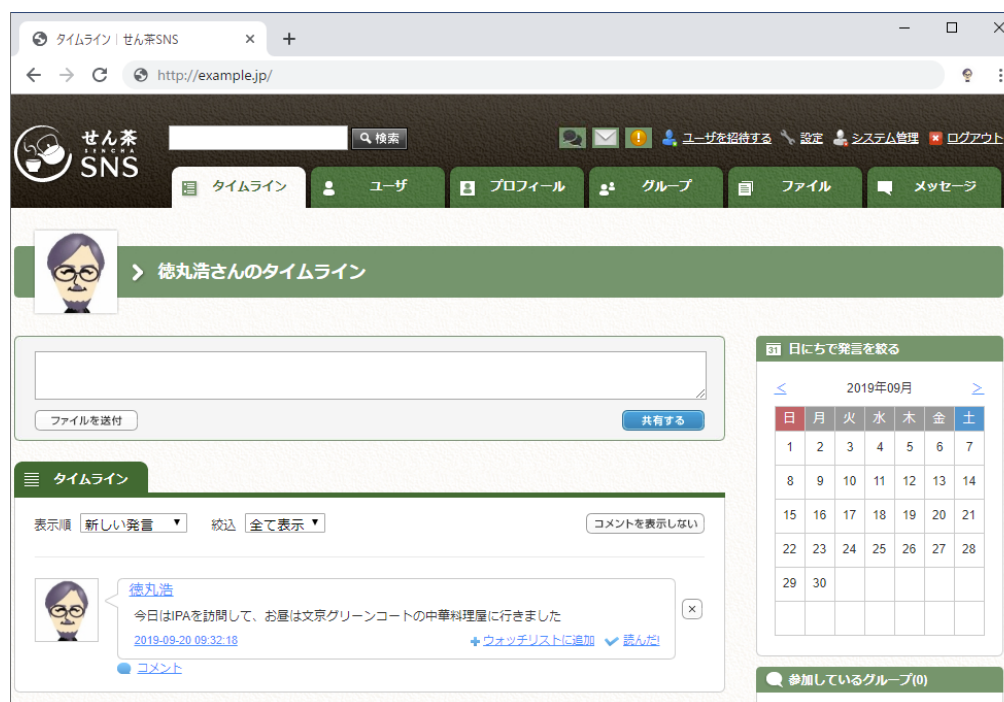 タイムライン | せん茶SNS
http://example.jp/
せん茶
SENCHA
SNS
検索
ユーザを招待する 設定 システム管理 ログアウト
タイムライン ユーザ プロフィール グループ ファイル メッセージ
徳丸浩さんのタイムライン
ファイルを送付 共有する
タイムライン
表示順 新しい発言 絞込 全て表示 コメントを表示しない
徳丸浩
今日はIPAを訪問して、お昼は文京グリーンコートの中華料理屋に行きました
2019-09-20 09:32:18 ウォッチリストに追加 読んだ!
コメント
31 日にちで発言を絞る
< 2019年09月 >
日 月 火 水 木 金 土
1 2 3 4 5 6 7
8 9 10 11 12 13 14
15 16 17 18 19 20 21
22 23 24 25 26 27 28
29 30
参加しているグループ(0)